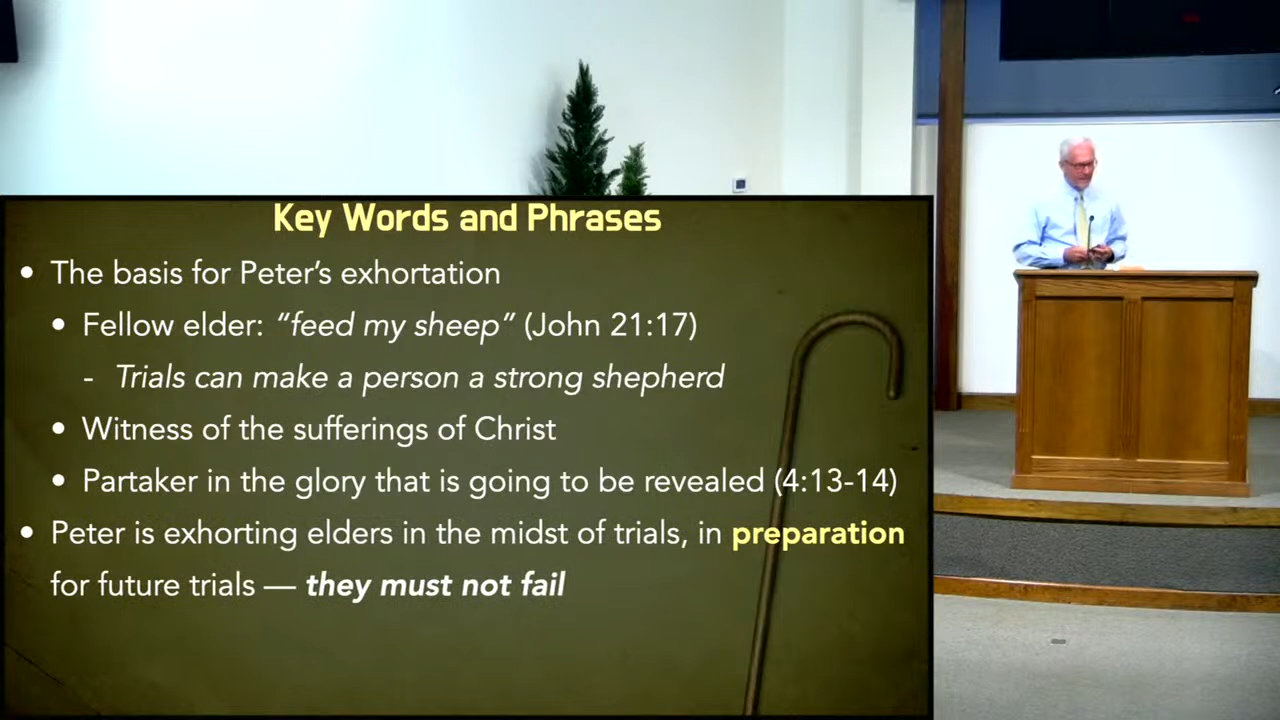 Key Words and Phrases
• The basis for Peter's exhortation
• Fellow elder: “feed my sheep” (John 21:17)
- Trials can make a person a strong shepherd
• Witness of the sufferings of Christ
• Partaker in the glory that is going to be revealed (4:13-14)
• Peter is exhorting elders in the midst of trials, in preparation
for future trials — they must not fail